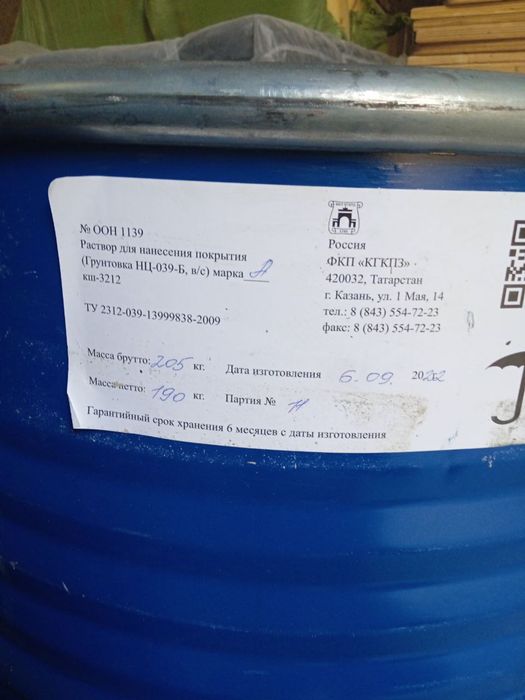 № ООН 1139
Раствор для нанесения покрытия
(Грунтовка НЦ-039-Б, в/с) марка А
кш-3212
ТУ 2312-039-13999838-2009
Россия
ФКП «КГКПЗ»
420032, Татарстан
г. Казань, ул. 1 Мая, 14
тел.: 8 (843) 554-72-23
факс: 8 (843) 554-72-23
Масса брутто: 205 кг. Дата изготовления 6.09.
Масса нетто: 190 кг. Партия № 11
Гарантийный срок хранения 6 месяцев с даты изготовления